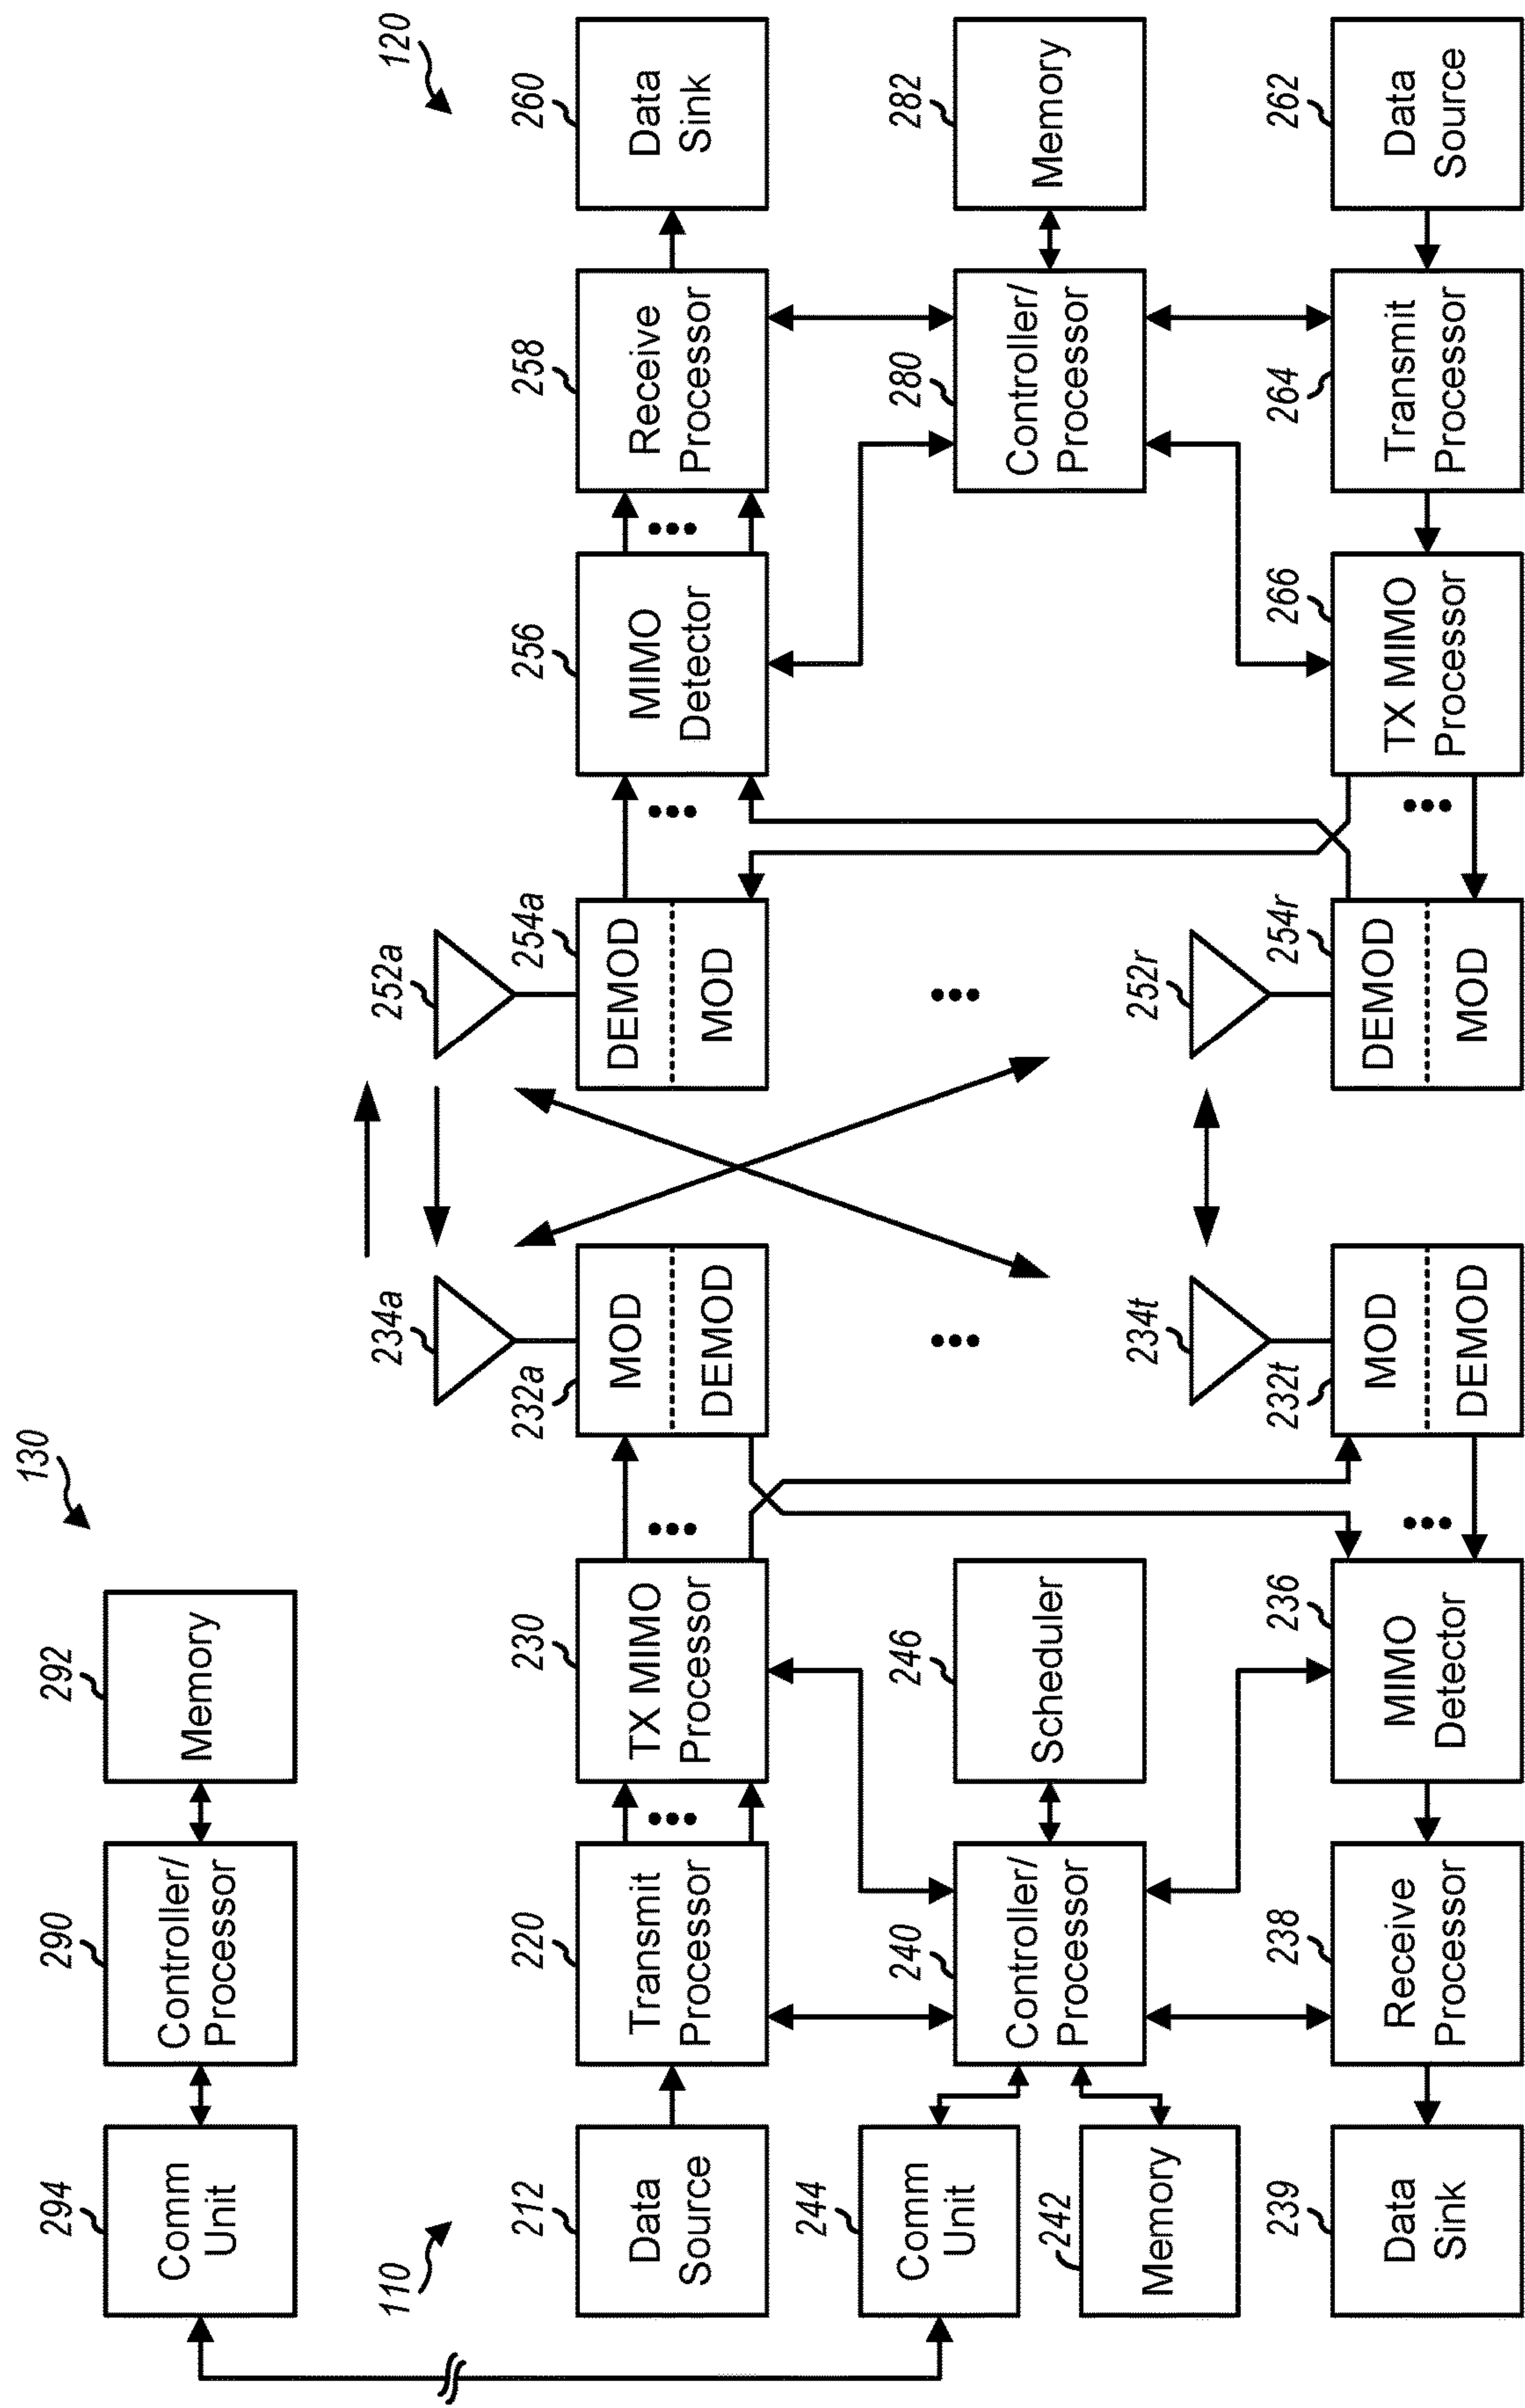 130
294
290
292
Comm
Unit
Controller/
Processor
Memory
110
120
234a
252a
212
220
230
232a
254a
256
258
260
Data
Source
Transmit
Processor
TX MIMO
Processor
MOD
DEMOD
DEMOD
MOD
MIMO
Detector
Receive
Processor
Data
Sink
244
240
246
280
282
Comm
Unit
Controller/
Processor
Scheduler
Controller/
Processor
Memory
242
Memory
234t
252r
239
238
236
232t
254r
266
264
262
Data
Sink
Receive
Processor
MIMO
Detector
MOD
DEMOD
DEMOD
MOD
TX MIMO
Processor
Transmit
Processor
Data
Source